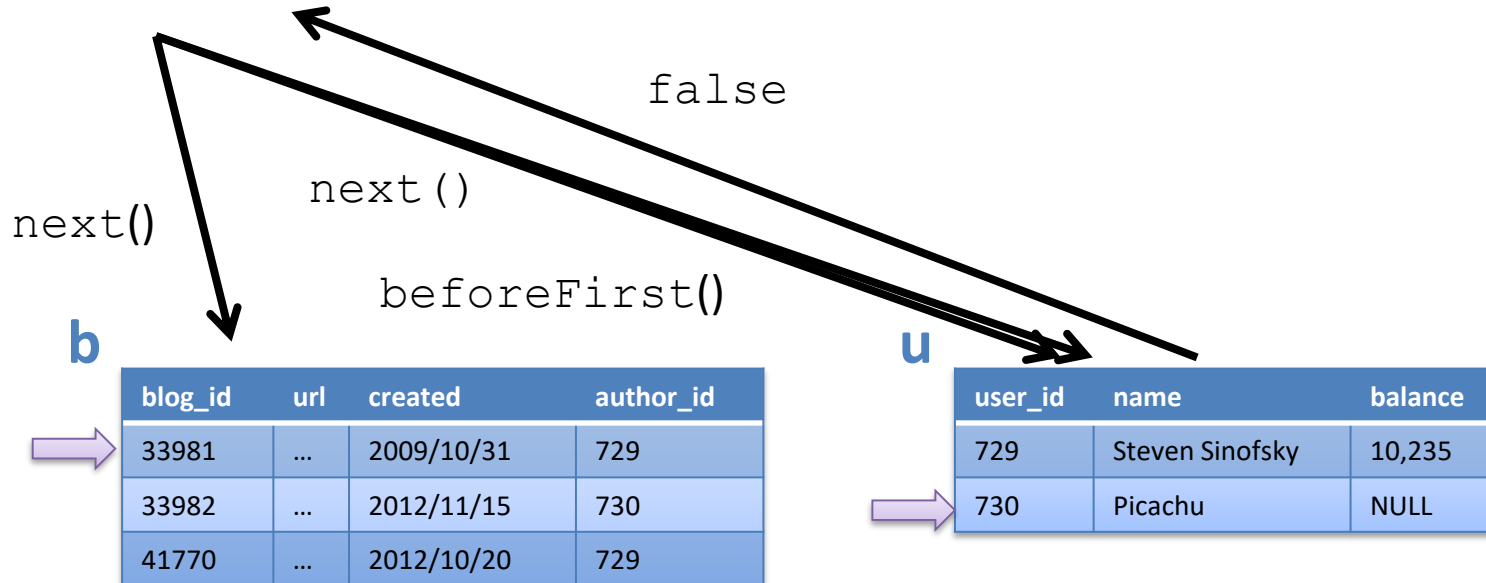 false
next()
next()
beforeFirst()
b
u
blog_id url created author_id
33981 … 2009/10/31 729
33982 … 2012/11/15 730
41770 … 2012/10/20 729
user_id name balance
729 Steven Sinofsky 10,235
730 Picachu NULL